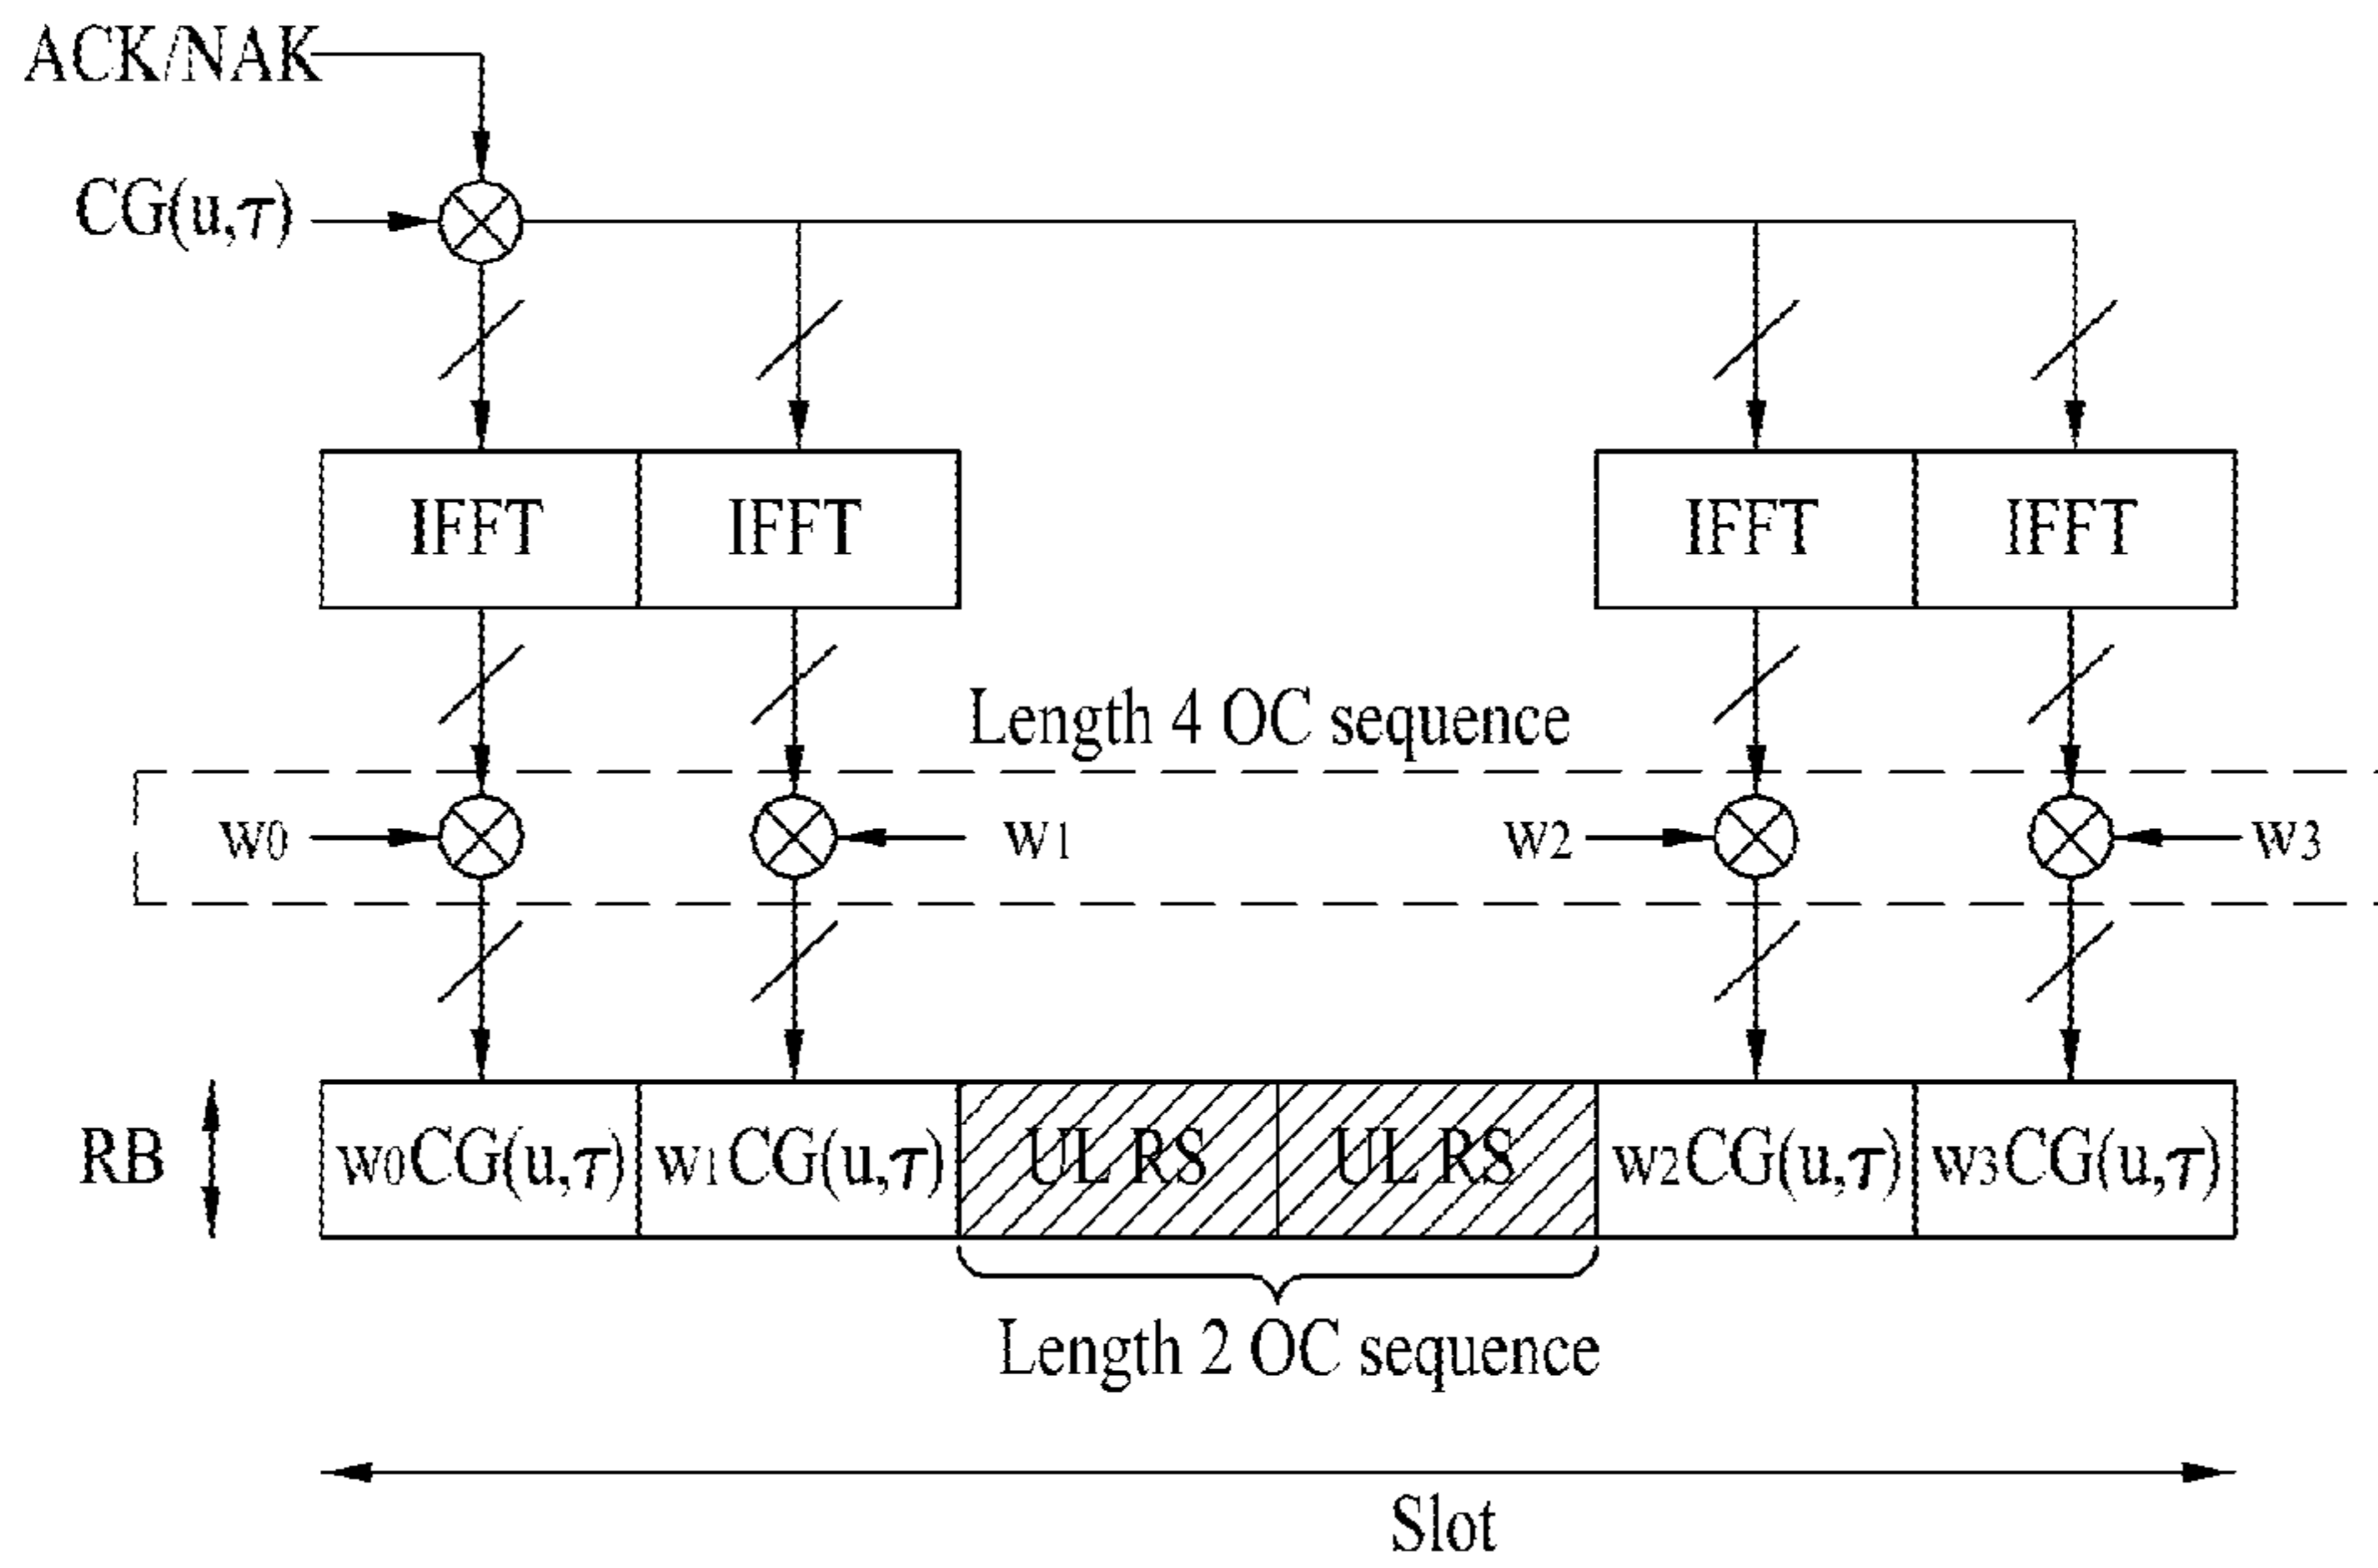 ACK/NAK
CG(u,τ)
IFFT IFFT IFFT IFFT
Length 4 OC sequence
w0 w1 w2 w3
RB w0CG(u,τ) w1CG(u,τ) UL RS UL RS w2CG(u,τ) w3CG(u,τ)
Length 2 OC sequence
Slot